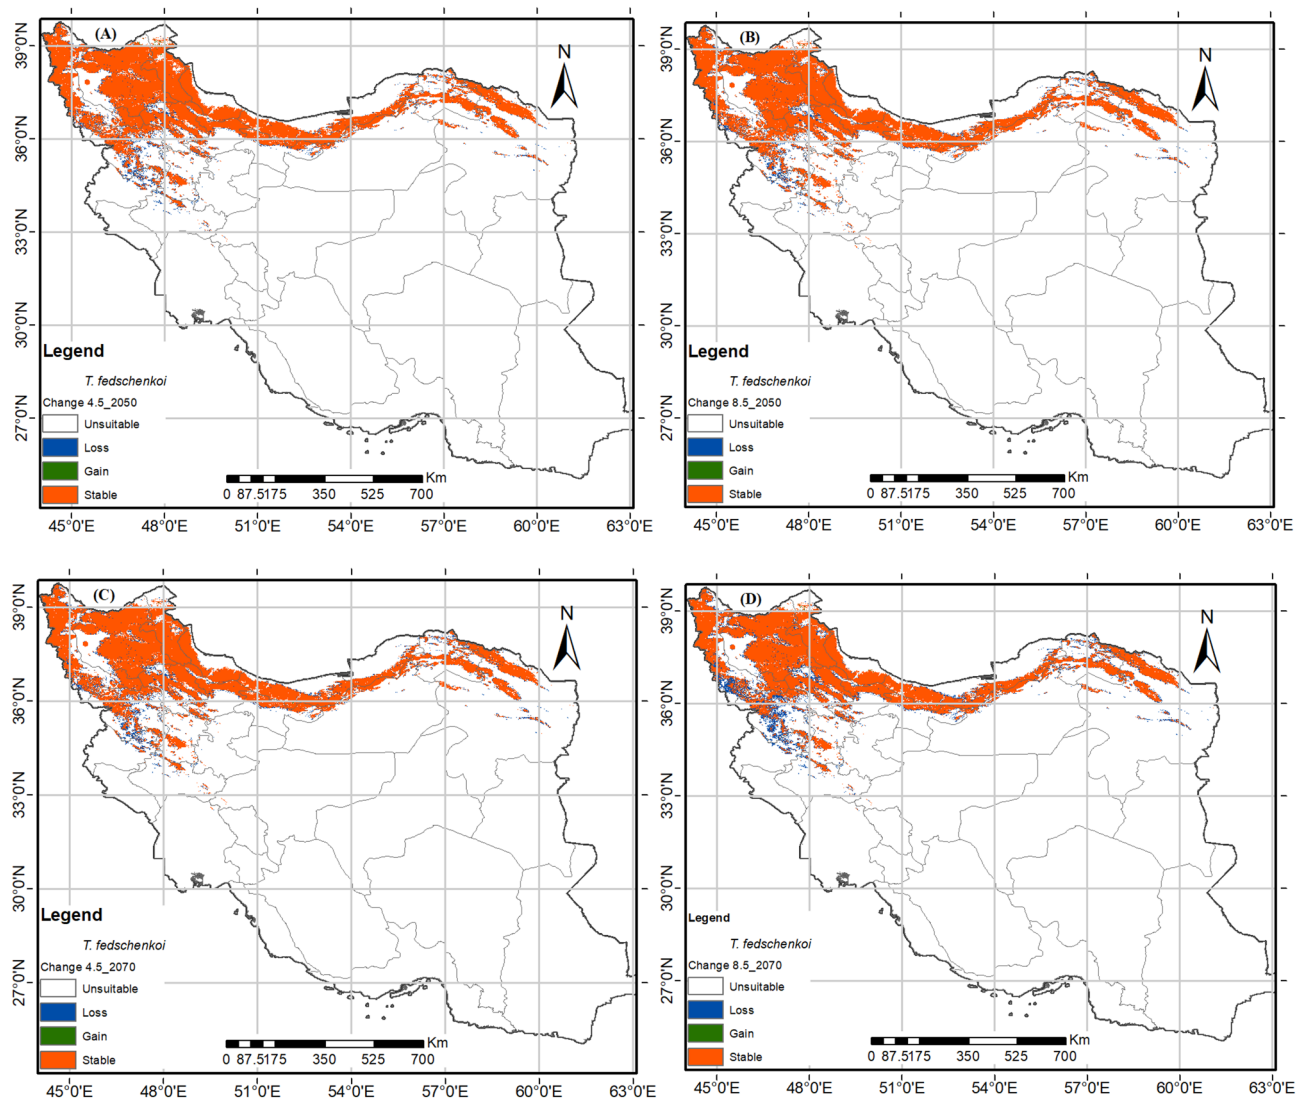 (A)
N
39°0'N
36°0'N
33°0'N
30°0'N
27°0'N
Legend
T. fedschenkoi
Change 4.5_2050
Unsuitable
Loss
Gain
Stable
Km
0 87.5175 350 525 700
45°0'E 48°0'E 51°0'E 54°0'E 57°0'E 60°0'E 63°0'E
(B)
N
39°0'N
36°0'N
33°0'N
30°0'N
27°0'N
Legend
T. fedschenkoi
Change 8.5_2050
Unsuitable
Loss
Gain
Stable
Km
0 87.5175 350 525 700
45°0'E 48°0'E 51°0'E 54°0'E 57°0'E 60°0'E 63°0'E
(C)
N
39°0'N
36°0'N
33°0'N
30°0'N
27°0'N
Legend
T. fedschenkoi
Change 4.5_2070
Unsuitable
Loss
Gain
Stable
Km
0 87.5175 350 525 700
45°0'E 48°0'E 51°0'E 54°0'E 57°0'E 60°0'E 63°0'E
(D)
N
39°0'N
36°0'N
33°0'N
30°0'N
27°0'N
Legend
T. fedschenkoi
Change 8.5_2070
Unsuitable
Loss
Gain
Stable
Km
0 87.5175 350 525 700
45°0'E 48°0'E 51°0'E 54°0'E 57°0'E 60°0'E 63°0'E